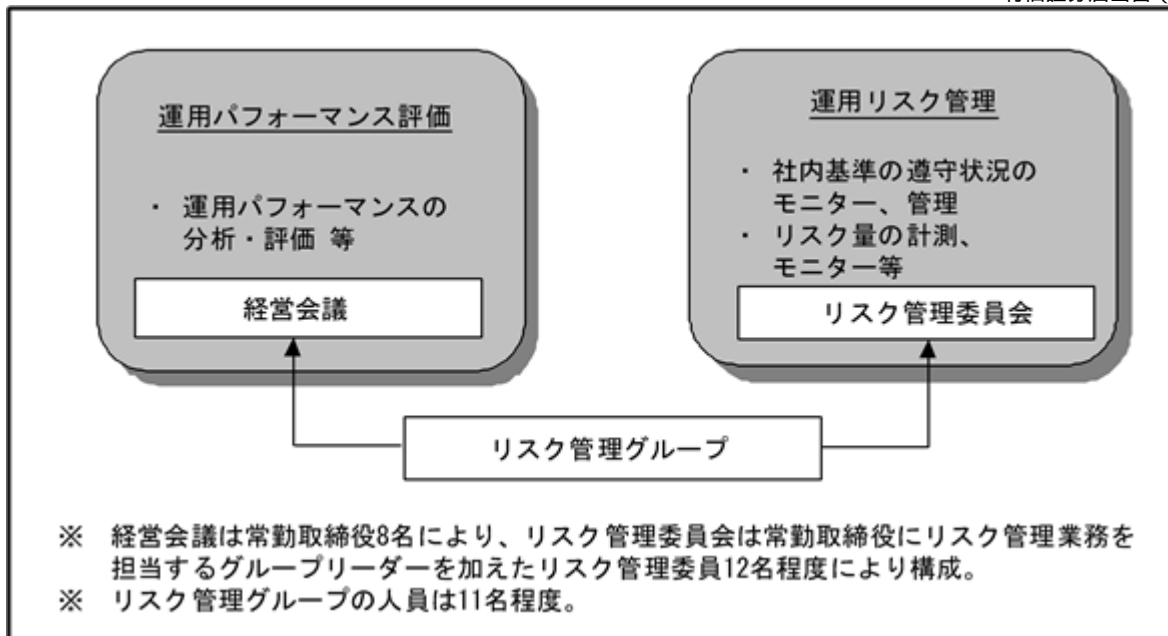 運用パフォーマンス評価
・ 運用パフォーマンスの
分析・評価 等
経営会議
運用リスク管理
・ 社内基準の遵守状況の
モニター、管理
・ リスク量の計測、
モニター等
リスク管理委員会
リスク管理グループ
※ 経営会議は常勤取締役8名により、リスク管理委員会は常勤取締役にリスク管理業務を
担当するグループリーダーを加えたリスク管理委員12名程度により構成。
※ リスク管理グループの人員は11名程度。